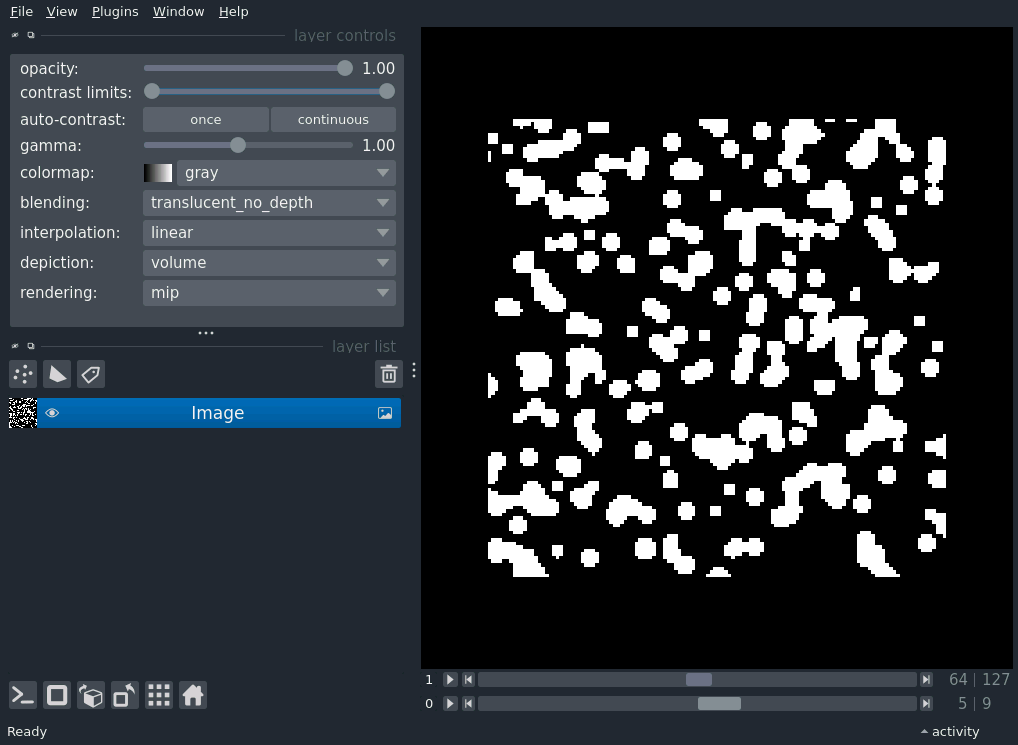 File View Plugins Window Help
layer controls
opacity: 1.00
contrast limits:
auto-contrast: once continuous
gamma: 1.00
colormap: gray
blending: translucent_no_depth
interpolation: linear
depiction: volume
rendering: mip
layer list
Image
1 64 | 127
0 5 | 9
Ready activity